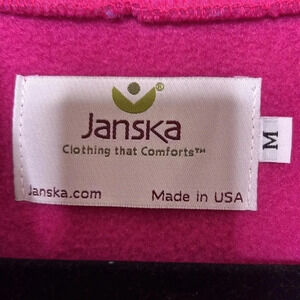 ®
Janska
Clothing that Comforts™
Janska.com Made in USA
M